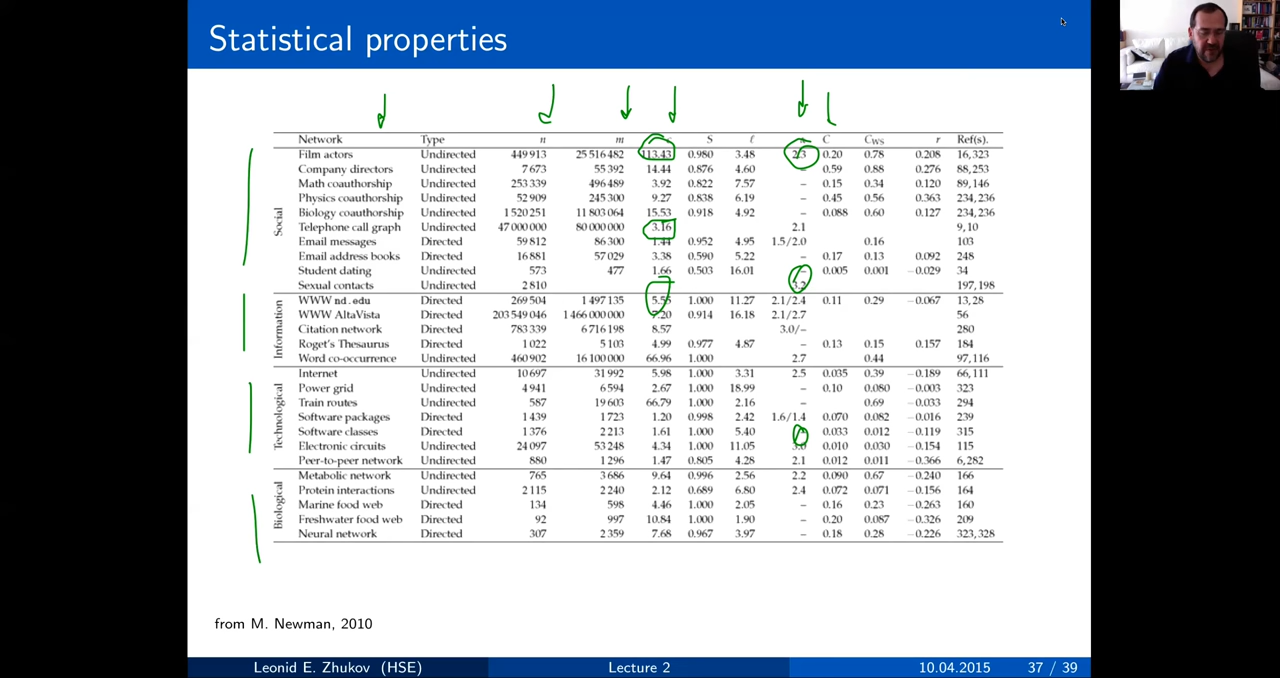 Statistical properties
Network Type n m S ℓ C C_WS r Ref(s).
Social
Film actors Undirected 449 913 25 516 482 113.43 0.980 3.48 2.3 0.20 0.78 0.208 16,323
Company directors Undirected 7 673 55 392 14.44 0.876 4.60 – 0.59 0.88 0.276 88,253
Math coauthorship Undirected 253 339 496 489 3.92 0.822 7.57 – 0.15 0.34 0.120 89,146
Physics coauthorship Undirected 52 909 245 300 9.27 0.838 6.19 – 0.45 0.56 0.363 234,236
Biology coauthorship Undirected 1 520 251 11 803 064 15.53 0.918 4.92 – 0.088 0.60 0.127 234,236
Telephone call graph Undirected 47 000 000 80 000 000 3.16 2.1 9,10
Email messages Directed 59 812 86 300 1.44 0.952 4.95 1.5/2.0 0.16 103
Email address books Directed 16 881 57 029 3.38 0.590 5.22 – 0.17 0.13 0.092 248
Student dating Undirected 573 477 1.66 0.503 16.01 – 0.005 0.001 −0.029 34
Sexual contacts Undirected 2 810 3.2 197,198
Information
WWW nd.edu Directed 269 504 1 497 135 5.55 1.000 11.27 2.1/2.4 0.11 0.29 −0.067 13,28
WWW AltaVista Directed 203 549 046 1 466 000 000 7.20 0.914 16.18 2.1/2.7 56
Citation network Directed 783 339 6 716 198 8.57 3.0/– 280
Roget's Thesaurus Directed 1 022 5 103 4.99 0.977 4.87 – 0.13 0.15 0.157 184
Word co-occurrence Undirected 460 902 16 100 000 66.96 1.000 2.7 0.44 97,116
Technological
Internet Undirected 10 697 31 992 5.98 1.000 3.31 2.5 0.035 0.39 −0.189 66,111
Power grid Undirected 4 941 6 594 2.67 1.000 18.99 – 0.10 0.080 −0.003 323
Train routes Undirected 587 19 603 66.79 1.000 2.16 – 0.69 −0.033 294
Software packages Directed 1 439 1 723 1.20 0.998 2.42 1.6/1.4 0.070 0.082 −0.016 239
Software classes Directed 1 376 2 213 1.61 1.000 5.40 0.033 0.012 −0.119 315
Electronic circuits Undirected 24 097 53 248 4.34 1.000 11.05 3.0 0.010 0.030 −0.154 115
Peer-to-peer network Undirected 880 1 296 1.47 0.805 4.28 2.1 0.012 0.011 −0.366 6,282
Biological
Metabolic network Undirected 765 3 686 9.64 0.996 2.56 2.2 0.090 0.67 −0.240 166
Protein interactions Undirected 2 115 2 240 2.12 0.689 6.80 2.4 0.072 0.071 −0.156 164
Marine food web Directed 134 598 4.46 1.000 2.05 – 0.16 0.23 −0.263 160
Freshwater food web Directed 92 997 10.84 1.000 1.90 – 0.20 0.087 −0.326 209
Neural network Directed 307 2 359 7.68 0.967 3.97 – 0.18 0.28 −0.226 323,328
from M. Newman, 2010
Leonid E. Zhukov (HSE) Lecture 2 10.04.2015 37 / 39